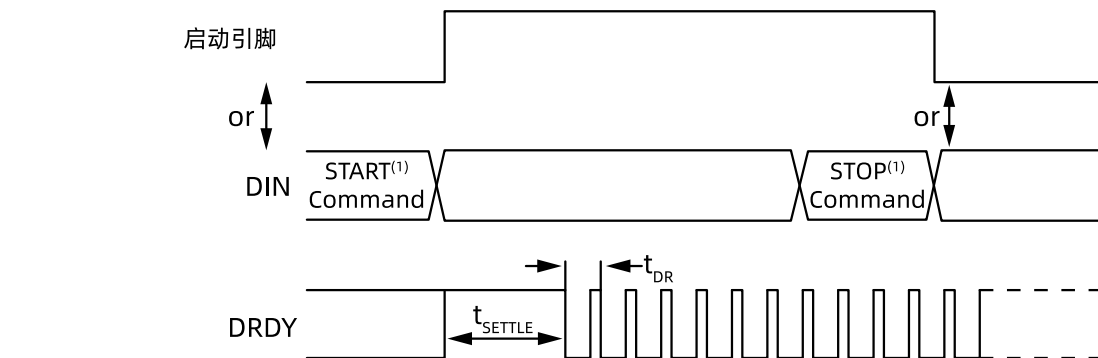 启动引脚
or
or
DIN
START(1)
Command
STOP(1)
Command
tDR
DRDY
tSETTLE